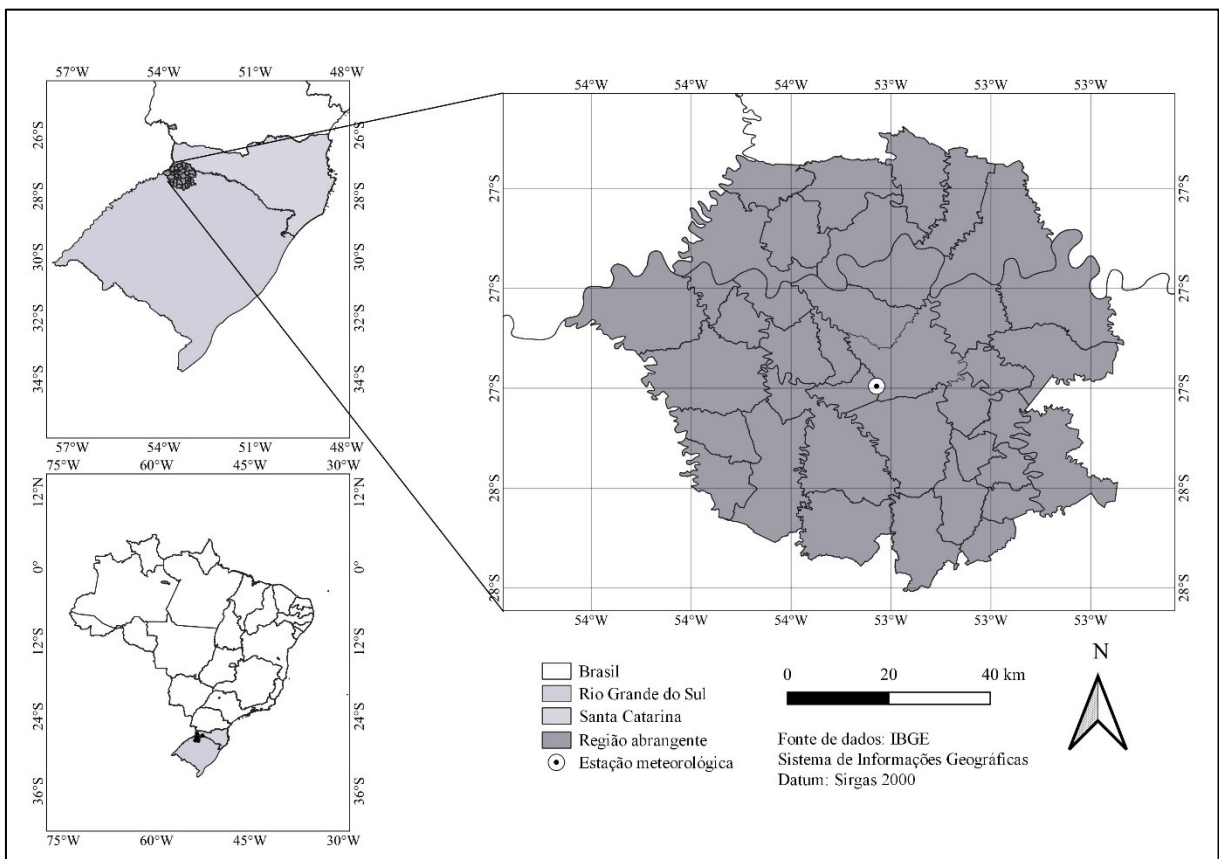 57°W 54°W 51°W 48°W
26°S
28°S
30°S
32°S
34°S
26°S
28°S
30°S
32°S
34°S
57°W 54°W 51°W 48°W
75°W 60°W 45°W 30°W
12°N
0°
12°S
24°S
36°S
12°N
0°
12°S
24°S
36°S
75°W 60°W 45°W 30°W
54°W 54°W 54°W 53°W 53°W 53°W
27°S
27°S
27°S
28°S
28°S
27°S
27°S
27°S
28°S
28°S
54°W 54°W 54°W 53°W 53°W 53°W
Brasil
Rio Grande do Sul
Santa Catarina
Região abrangente
Estação meteorológica
0 20 40 km
Fonte de dados: IBGE
Sistema de Informações Geográficas
Datum: Sirgas 2000
N